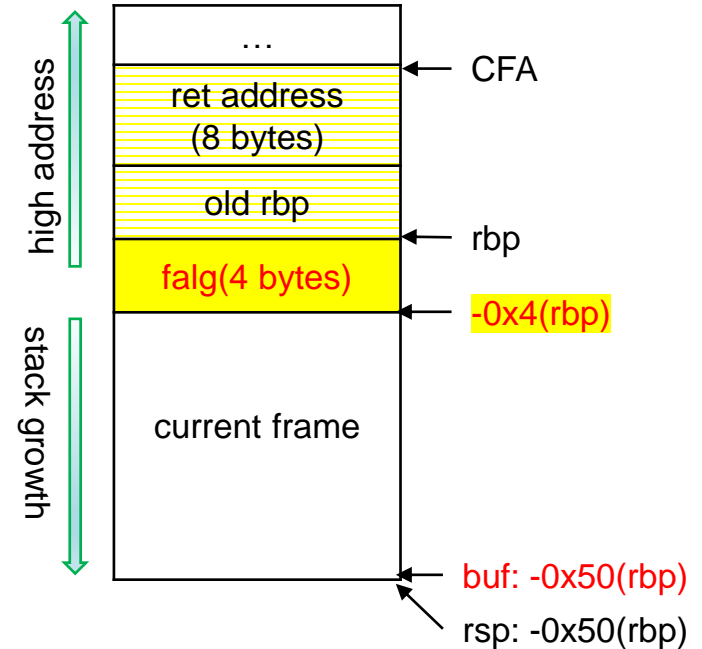 ...
CFA
ret address
(8 bytes)
high address
old rbp
rbp
falg(4 bytes)
-0x4(rbp)
stack growth
current frame
buf: -0x50(rbp)
rsp: -0x50(rbp)